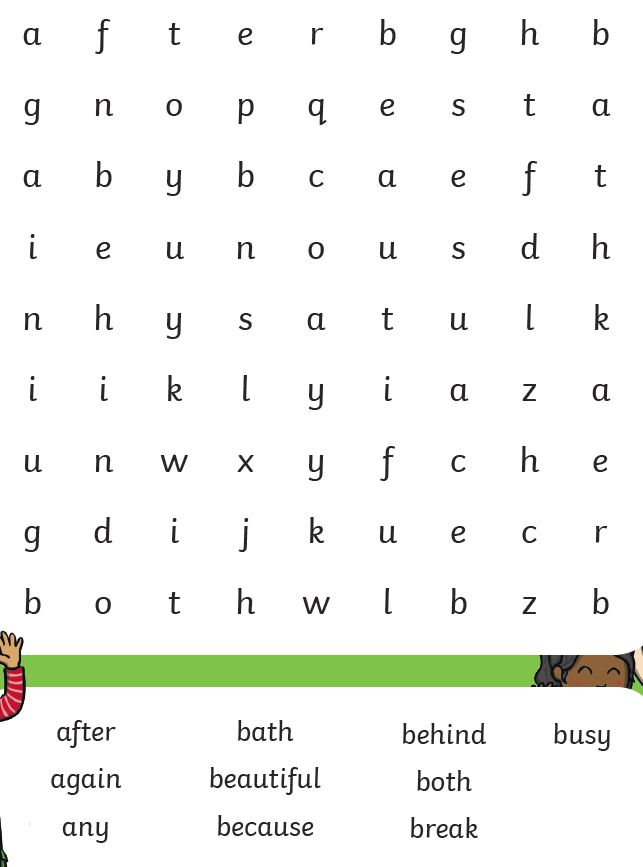 a f t e r b g h b
g n o p q e s t a
a b y b c a e f t
i e u n o u s d h
n h y s a t u l k
i i k l y i a z a
u n w x y f c h e
g d i j k u e c r
b o t h w l b z b
after bath behind busy
again beautiful both
any because break